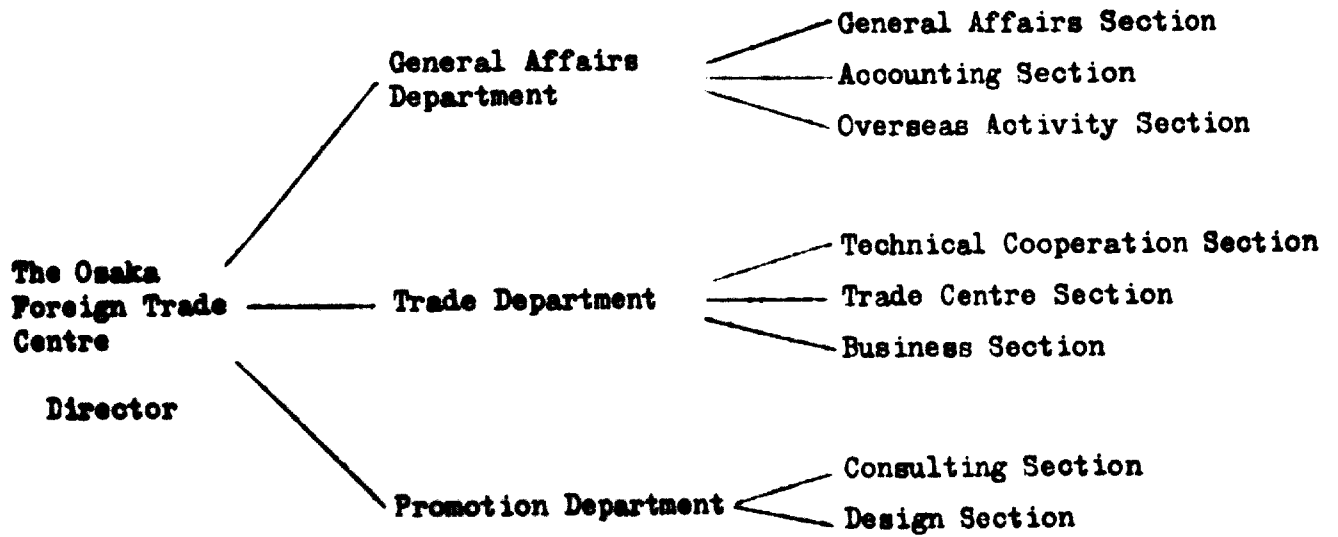 The Osaka
Foreign Trade
Centre
Director
General Affairs
Department
General Affairs Section
Accounting Section
Overseas Activity Section
Trade Department
Technical Cooperation Section
Trade Centre Section
Business Section
Promotion Department
Consulting Section
Design Section